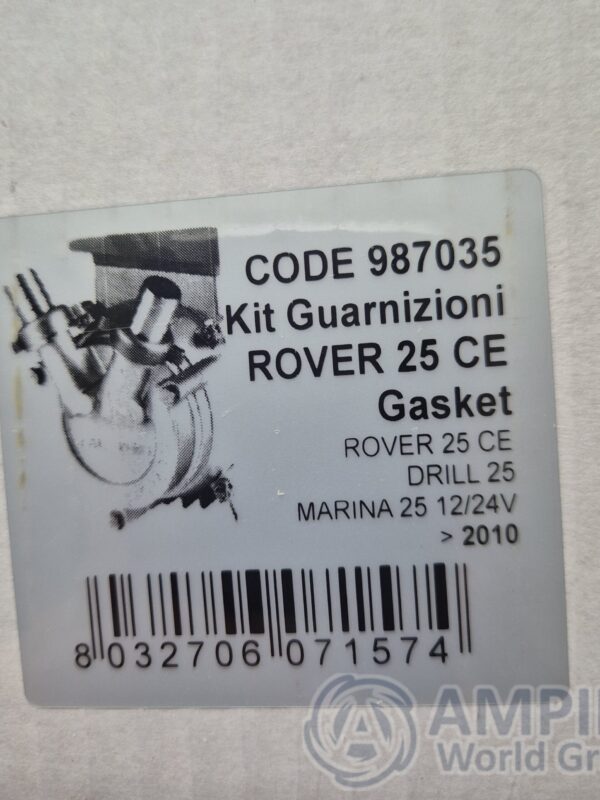 CODE 987035
Kit Guarnizioni
ROVER 25 CE
Gasket
ROVER 25 CE
DRILL 25
MARINA 25 12/24V
> 2010
8 032706 071574
World